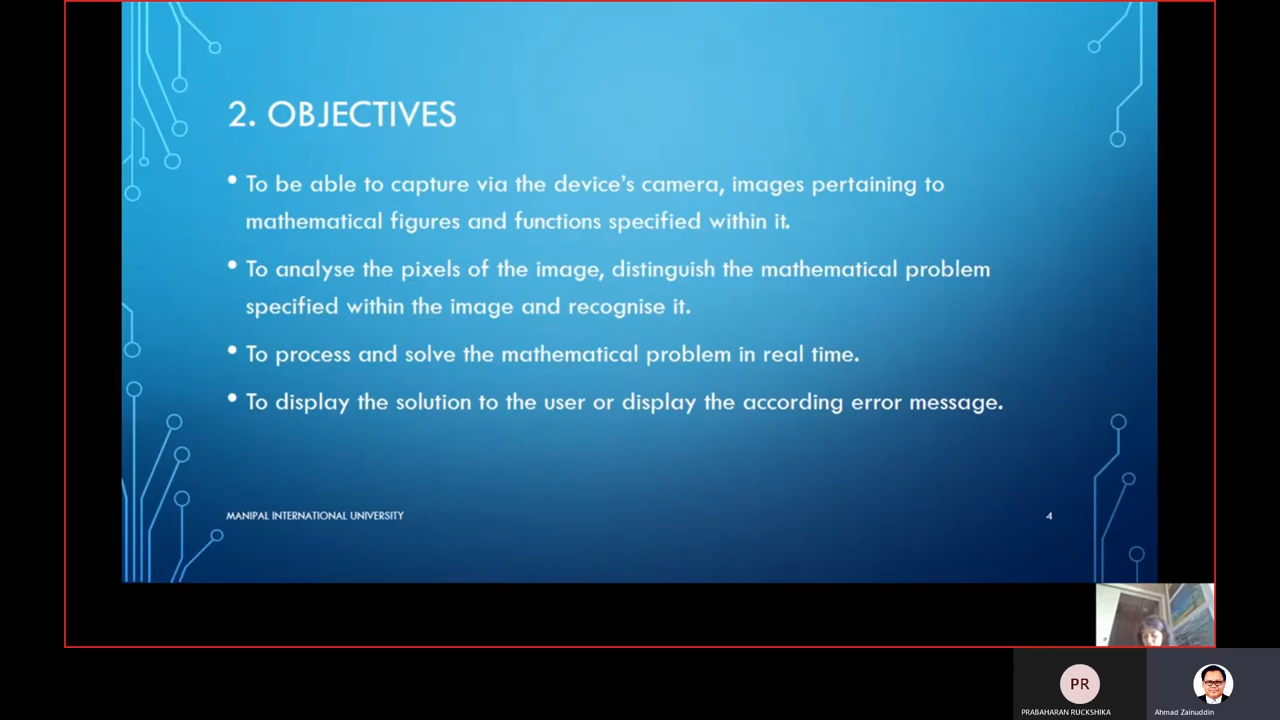 2. OBJECTIVES
• To be able to capture via the device’s camera, images pertaining to
mathematical figures and functions specified within it.
• To analyse the pixels of the image, distinguish the mathematical problem
specified within the image and recognise it.
• To process and solve the mathematical problem in real time.
• To display the solution to the user or display the according error message.
MANIPAL INTERNATIONAL UNIVERSITY
4
PR
PRABAHARAN RUCKSHIKA
Ahmad Zainuddin